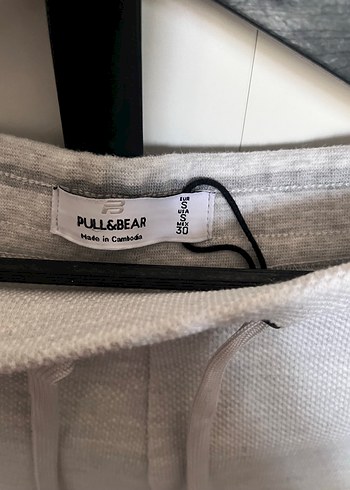 PULL&BEAR
Made in Cambodia
EUR
S
USA
S
MEX
30